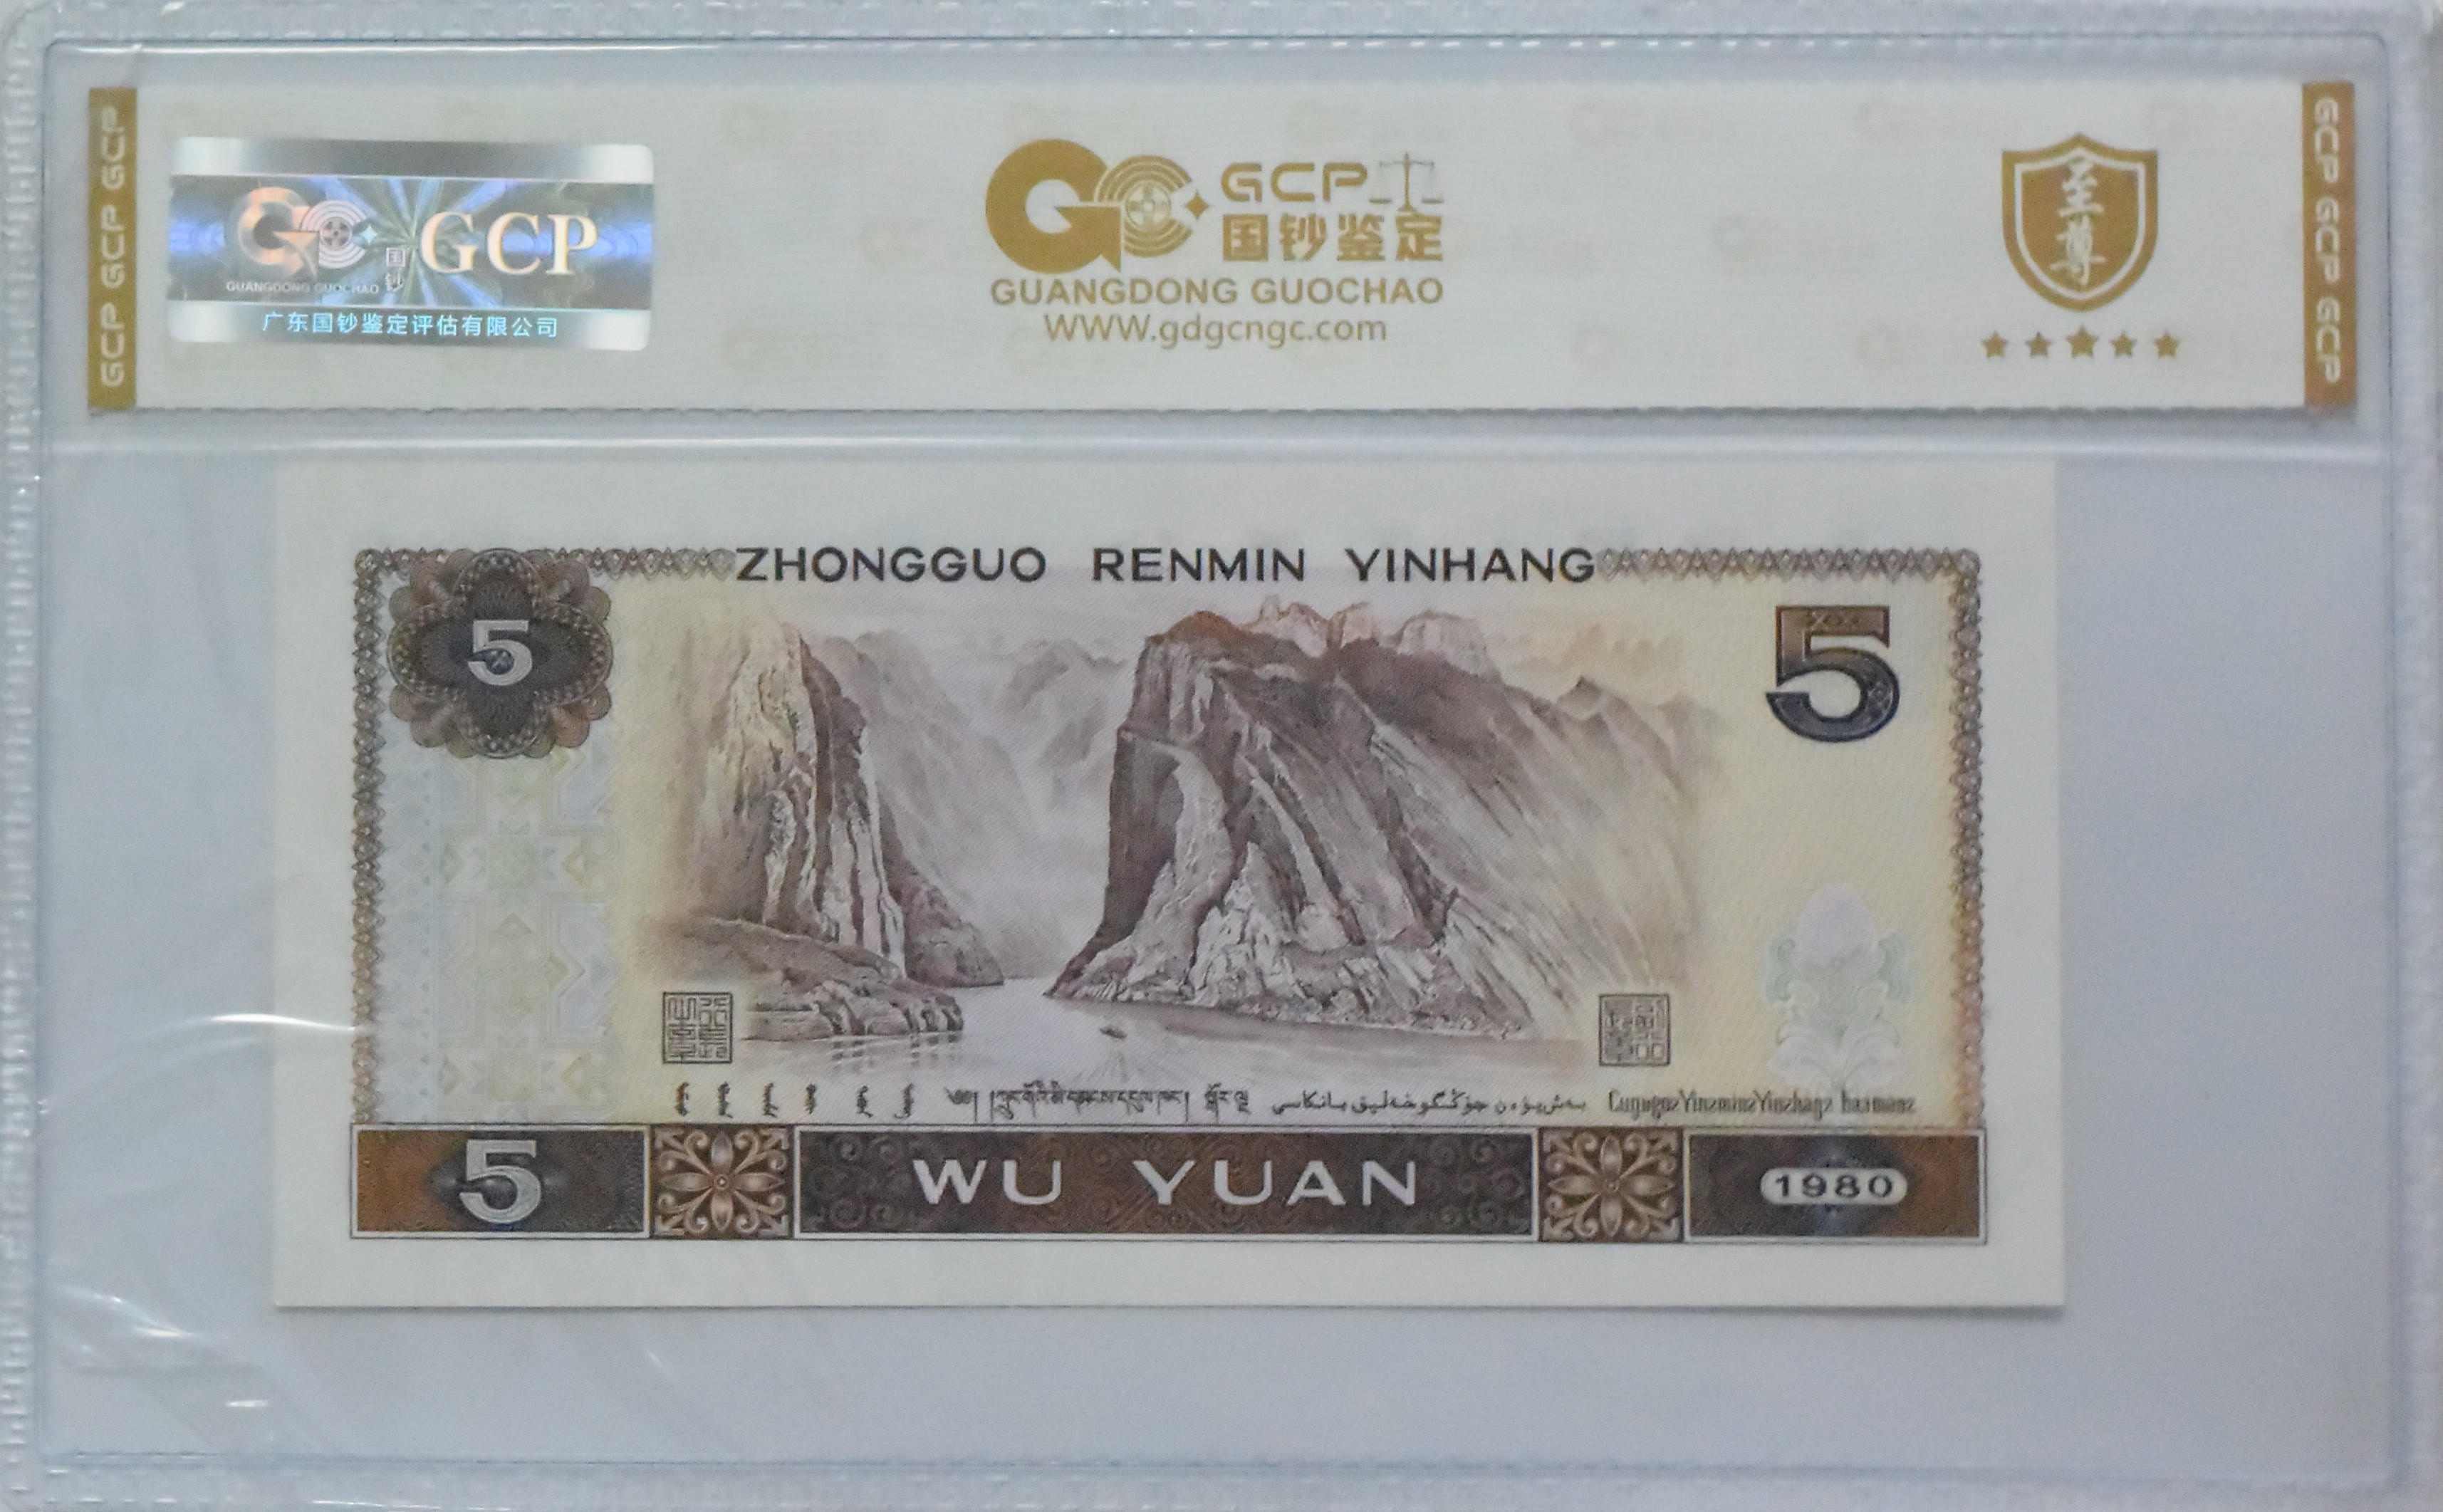 GCP GCP GCP
GCP
国钞
GUANGDONG GUOCHAO
广东国钞鉴定评估有限公司
GCP
国钞鉴定
GUANGDONG GUOCHAO
WWW.gdgcngc.com
至尊
GCP GCP GCP
ZHONGGUO RENMIN YINHANG
5
5
Cuŋƨgoz Yinzminz Yinzhaŋz
5
WU YUAN
1980